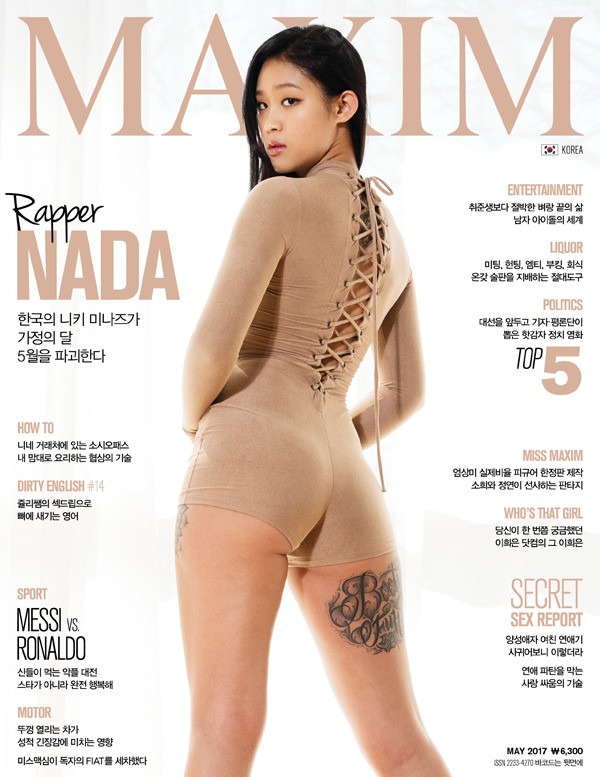 MAXIM
KOREA
Rapper
NADA
한국의 니키 미나즈가
가정의 달
5월을 파괴한다
HOW TO
니네 거래처에 있는 소시오패스
내 맘대로 요리하는 협상의 기술
DIRTY ENGLISH #14
쥴리쌤의 섹드립으로
뼈에 새기는 영어
SPORT
MESSI VS.
RONALDO
신들이 먹는 악플 대전
스타가 아니라 완전 행복해
MOTOR
뚜껑 열리는 차가
성적 긴장감에 미치는 영향
미스맥심이 독자의 FIAT를 세차했다
ENTERTAINMENT
취준생보다 절박한 벼랑 끝의 삶
남자 아이돌의 세계
LIQUOR
미팅, 헌팅, 엠티, 부킹, 회식
온갖 술판을 지배하는 절대도구
POLITICS
대선을 앞두고 기자·평론단이
뽑은 핫감자 정치 영화
TOP 5
MISS MAXIM
엄상미 실제비율 피규어 한정판 제작
소희와 정연이 선사하는 판타지
WHO'S THAT GIRL
당신이 한 번쯤 궁금했던
이희은 닷컴의 그 이희은
SECRET
SEX REPORT
양성애자 여친 연애기
사귀어보니 이렇더라
연애 파탄을 막는
사랑 싸움의 기술
MAY 2017 ₩6,300
ISSN 2233-4270 바코드는 뒷면에